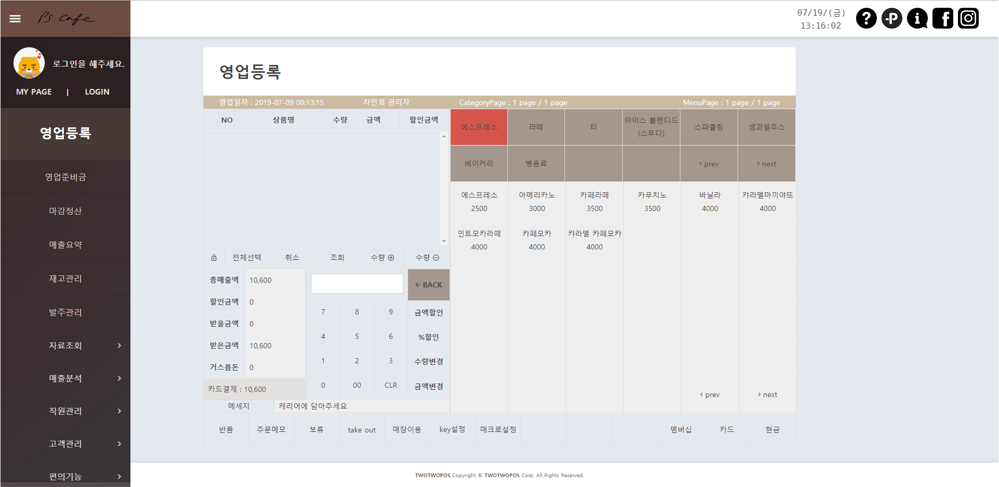 P.S. Cafe
07/19/(금)
13:16:02
로그인을 해주세요.
MY PAGE | LOGIN
영업등록
영업준비금
마감정산
매출요약
재고관리
발주관리
자료조회
매출분석
직원관리
고객관리
편의기능
영업등록
영업일자 : 2019-07-09 08:13:15 차민희 관리자 CategoryPage : 1 page / 1 page MenuPage : 1 page / 1 page
NO 상품명 수량 금액 할인금액
전체선택 취소 조회 수량 수량
총매출액 10,600
할인금액 0
받을금액 0
받은금액 10,600
거스름돈 0
카드결제 : 10,600
BACK
7 8 9 금액할인
4 5 6 %할인
1 2 3 수량변경
0 00 CLR 금액변경
메세지 캐리어에 담아주세요
에스프레소 라떼 티 아이스 블랜디드 스파클링 생과일주스
(스무디)
베이커리 병음료 < prev > next
에스프레소 아메리카노 카페라떼 카푸치노 바닐라 캬라멜마끼야또
2500 3000 3500 3500 4000 4000
민트모카라떼 카페모카 캬라멜 카페모카
4000 4000 4000
< prev > next
반품 주문메모 보류 take out 매장이용 key설정 매크로설정 멤버십 카드 현금
TWOTWOPOS Copyright © TWOTWOPOS Corp. All Rights Reserved.